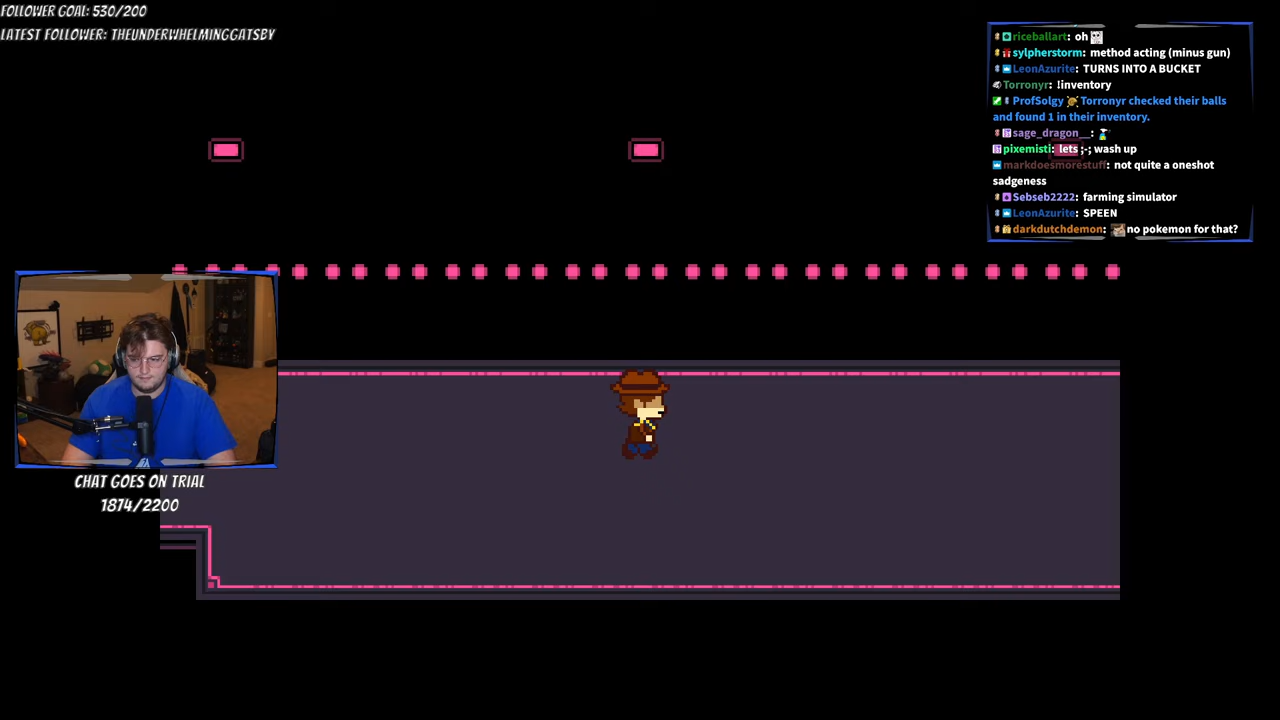 FOLLOWER GOAL: 530/200
LATEST FOLLOWER: THEUNDERWHELMINGGATSBY
riceballart: oh
sylpherstorm: method acting (minus gun)
LeonAzurite: TURNS INTO A BUCKET
Torronyr: !inventory
ProfSolgy Torronyr checked their balls
and found 1 in their inventory.
sage_dragon__:
pixemisti: lets ;-; wash up
markdoesmorestuff: not quite a oneshot
sadgeness
Sebseb2222: farming simulator
LeonAzurite: SPEEN
darkdutchdemon: no pokemon for that?
CHAT GOES ON TRIAL
1874/2200